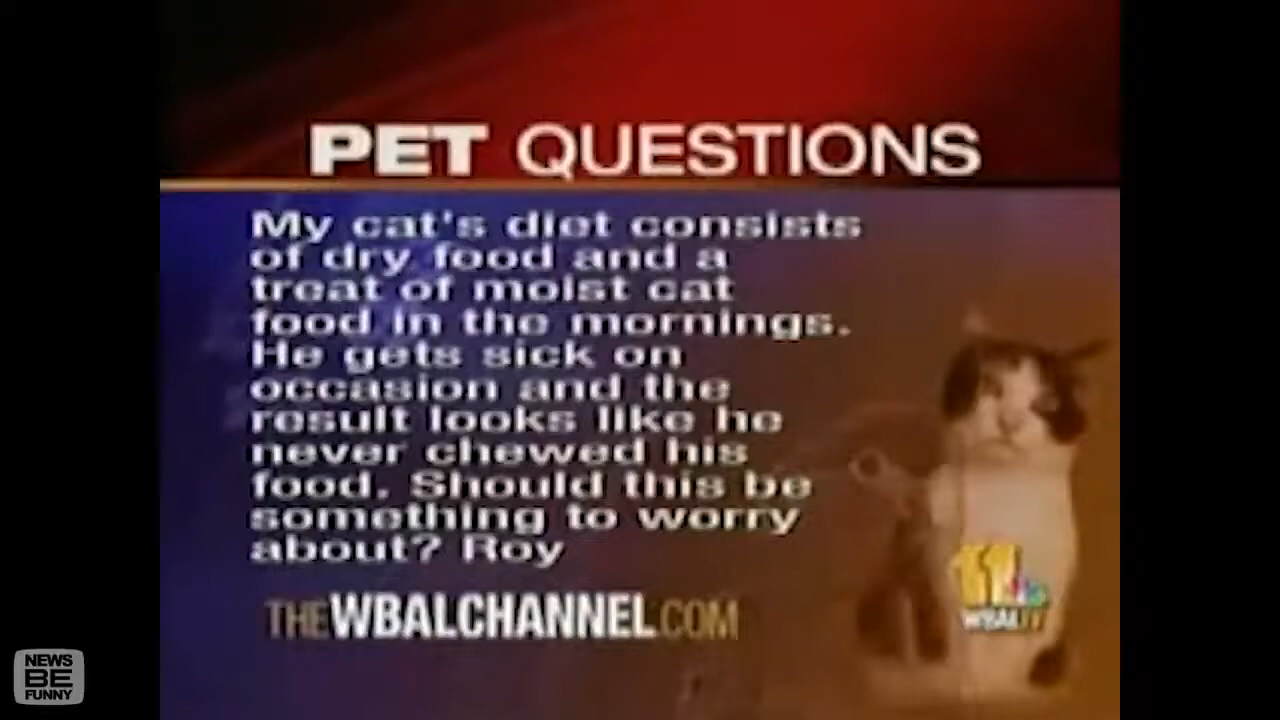 PET QUESTIONS
My cat's diet consists
of dry food and a
treat of moist cat
food in the mornings.
He gets sick on
occasion and the
result looks like he
never chewed his
food. Should this be
something to worry
about? Roy
THEWBALCHANNEL.COM
11
WBALTV
NEWS
BE
FUNNY